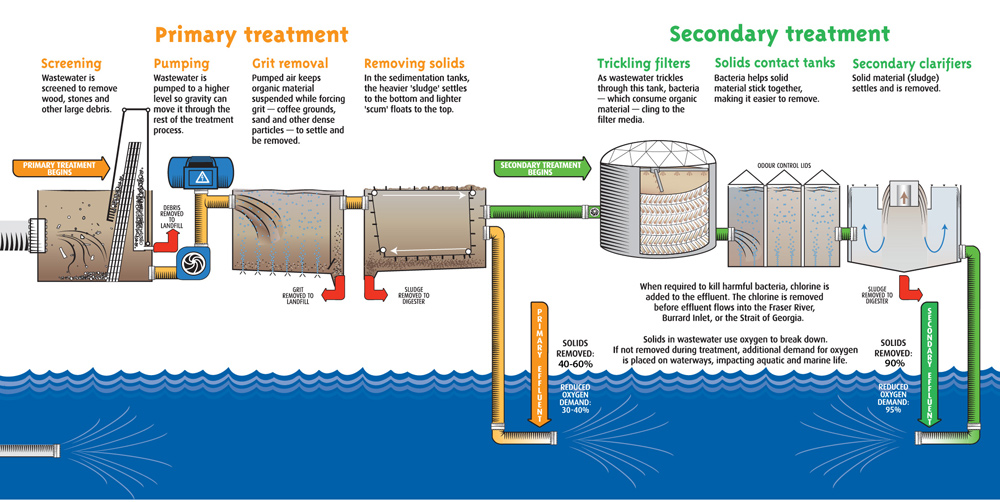 Primary treatment
Screening
Wastewater is
screened to remove
wood, stones and
other large debris.
Pumping
Wastewater is
pumped to a higher
level so gravity can
move it through the
rest of the treatment
process.
Grit removal
Pumped air keeps
organic material
suspended while forcing
grit — coffee grounds,
sand and other dense
particles — to settle and
be removed.
Removing solids
In the sedimentation tanks,
the heavier 'sludge' settles
to the bottom and lighter
'scum' floats to the top.
PRIMARY TREATMENT
BEGINS
DEBRIS
REMOVED
TO
LANDFILL
GRIT
REMOVED TO
LANDFILL
SLUDGE
REMOVED TO
DIGESTER
Secondary treatment
Trickling filters
As wastewater trickles
through this tank, bacteria
— which consume organic
material — cling to the
filter media.
Solids contact tanks
Bacteria helps solid
material stick together,
making it easier to remove.
Secondary clarifiers
Solid material (sludge)
settles and is removed.
SECONDARY TREATMENT
BEGINS
ODOUR CONTROL LIDS
SLUDGE
REMOVED TO
DIGESTER
When required to kill harmful bacteria, chlorine is
added to the effluent. The chlorine is removed
before effluent flows into the Fraser River,
Burrard Inlet, or the Strait of Georgia.
Solids in wastewater use oxygen to break down.
If not removed during treatment, additional demand for oxygen
is placed on waterways, impacting aquatic and marine life.
PRIMARY EFFLUENT
SOLIDS
REMOVED:
40-60%
REDUCED
OXYGEN
DEMAND:
30-40%
SOLIDS
REMOVED:
90%
REDUCED
OXYGEN
DEMAND:
95%
SECONDARY EFFLUENT